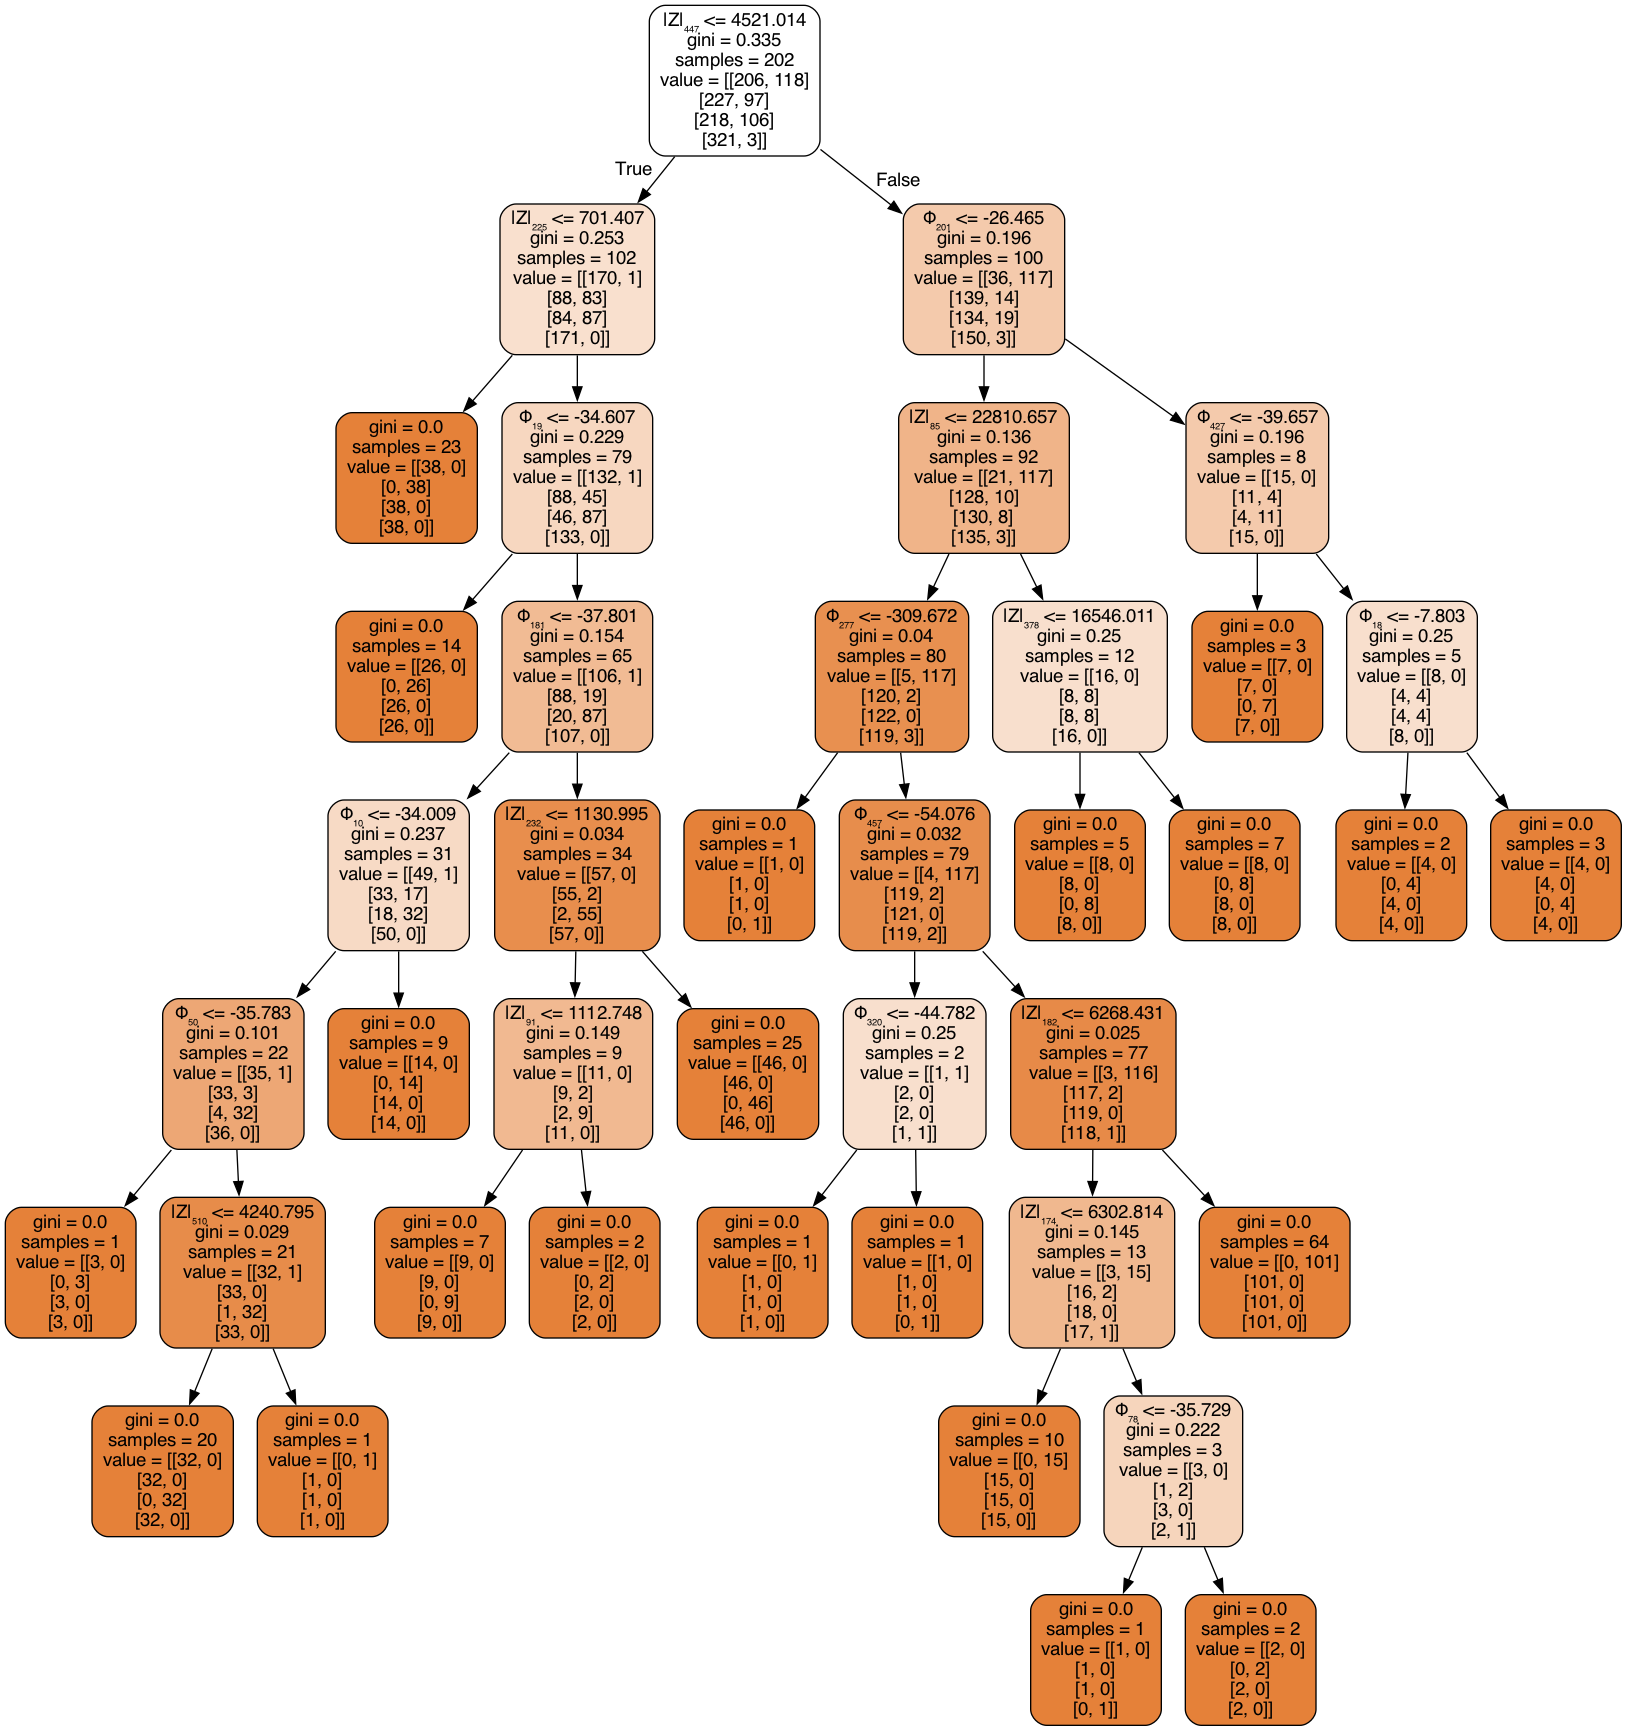 |Z|₄₄₇ <= 4521.014
gini = 0.335
samples = 202
value = [[206, 118]
[227, 97]
[218, 106]
[321, 3]]
True
False
|Z|₂₂₅ <= 701.407
gini = 0.253
samples = 102
value = [[170, 1]
[88, 83]
[84, 87]
[171, 0]]
Φ₂₀₁ <= -26.465
gini = 0.196
samples = 100
value = [[36, 117]
[139, 14]
[134, 19]
[150, 3]]
gini = 0.0
samples = 23
value = [[38, 0]
[0, 38]
[38, 0]
[38, 0]]
Φ₁₉ <= -34.607
gini = 0.229
samples = 79
value = [[132, 1]
[88, 45]
[46, 87]
[133, 0]]
|Z|₈₅ <= 22810.657
gini = 0.136
samples = 92
value = [[21, 117]
[128, 10]
[130, 8]
[135, 3]]
Φ₄₂₇ <= -39.657
gini = 0.196
samples = 8
value = [[15, 0]
[11, 4]
[4, 11]
[15, 0]]
gini = 0.0
samples = 14
value = [[26, 0]
[0, 26]
[26, 0]
[26, 0]]
Φ₁₈₁ <= -37.801
gini = 0.154
samples = 65
value = [[106, 1]
[88, 19]
[20, 87]
[107, 0]]
Φ₂₇₇ <= -309.672
gini = 0.04
samples = 80
value = [[5, 117]
[120, 2]
[122, 0]
[119, 3]]
|Z|₃₇₈ <= 16546.011
gini = 0.25
samples = 12
value = [[16, 0]
[8, 8]
[8, 8]
[16, 0]]
gini = 0.0
samples = 3
value = [[7, 0]
[7, 0]
[0, 7]
[7, 0]]
Φ₁₈ <= -7.803
gini = 0.25
samples = 5
value = [[8, 0]
[4, 4]
[4, 4]
[8, 0]]
Φ₁₀ <= -34.009
gini = 0.237
samples = 31
value = [[49, 1]
[33, 17]
[18, 32]
[50, 0]]
|Z|₂₃₂ <= 1130.995
gini = 0.034
samples = 34
value = [[57, 0]
[55, 2]
[2, 55]
[57, 0]]
gini = 0.0
samples = 1
value = [[1, 0]
[1, 0]
[1, 0]
[0, 1]]
Φ₄₅₇ <= -54.076
gini = 0.032
samples = 79
value = [[4, 117]
[119, 2]
[121, 0]
[119, 2]]
gini = 0.0
samples = 5
value = [[8, 0]
[8, 0]
[0, 8]
[8, 0]]
gini = 0.0
samples = 7
value = [[8, 0]
[0, 8]
[8, 0]
[8, 0]]
gini = 0.0
samples = 2
value = [[4, 0]
[0, 4]
[4, 0]
[4, 0]]
gini = 0.0
samples = 3
value = [[4, 0]
[4, 0]
[0, 4]
[4, 0]]
Φ₅₀ <= -35.783
gini = 0.101
samples = 22
value = [[35, 1]
[33, 3]
[4, 32]
[36, 0]]
gini = 0.0
samples = 9
value = [[14, 0]
[0, 14]
[14, 0]
[14, 0]]
|Z|₉₁ <= 1112.748
gini = 0.149
samples = 9
value = [[11, 0]
[9, 2]
[2, 9]
[11, 0]]
gini = 0.0
samples = 25
value = [[46, 0]
[46, 0]
[0, 46]
[46, 0]]
Φ₃₂₀ <= -44.782
gini = 0.25
samples = 2
value = [[1, 1]
[2, 0]
[2, 0]
[1, 1]]
|Z|₁₈₂ <= 6268.431
gini = 0.025
samples = 77
value = [[3, 116]
[117, 2]
[119, 0]
[118, 1]]
gini = 0.0
samples = 1
value = [[3, 0]
[0, 3]
[3, 0]
[3, 0]]
|Z|₅₁₀ <= 4240.795
gini = 0.029
samples = 21
value = [[32, 1]
[33, 0]
[1, 32]
[33, 0]]
gini = 0.0
samples = 7
value = [[9, 0]
[9, 0]
[0, 9]
[9, 0]]
gini = 0.0
samples = 2
value = [[2, 0]
[0, 2]
[2, 0]
[2, 0]]
gini = 0.0
samples = 1
value = [[0, 1]
[1, 0]
[1, 0]
[1, 0]]
gini = 0.0
samples = 1
value = [[1, 0]
[1, 0]
[1, 0]
[0, 1]]
|Z|₁₇₄ <= 6302.814
gini = 0.145
samples = 13
value = [[3, 15]
[16, 2]
[18, 0]
[17, 1]]
gini = 0.0
samples = 64
value = [[0, 101]
[101, 0]
[101, 0]
[101, 0]]
gini = 0.0
samples = 20
value = [[32, 0]
[32, 0]
[0, 32]
[32, 0]]
gini = 0.0
samples = 1
value = [[0, 1]
[1, 0]
[1, 0]
[1, 0]]
gini = 0.0
samples = 10
value = [[0, 15]
[15, 0]
[15, 0]
[15, 0]]
Φ₇₈ <= -35.729
gini = 0.222
samples = 3
value = [[3, 0]
[1, 2]
[3, 0]
[2, 1]]
gini = 0.0
samples = 1
value = [[1, 0]
[1, 0]
[1, 0]
[0, 1]]
gini = 0.0
samples = 2
value = [[2, 0]
[0, 2]
[2, 0]
[2, 0]]